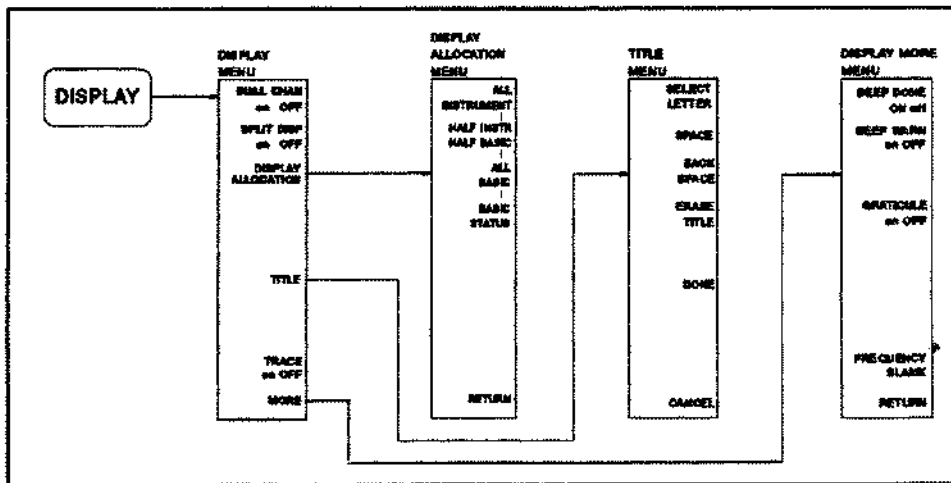 DISPLAY
DISPLAY
MENU
DUAL CHAN
on OFF
SPLIT DISP
on OFF
DISPLAY
ALLOCATION
TITLE
TRACE
on OFF
MORE
DISPLAY
ALLOCATION
MENU
ALL
INSTRUMENT
HALF INSTR
HALF BASIC
ALL
BASIC
BASIC
STATUS
RETURN
TITLE
MENU
SELECT
LETTER
SPACE
BACK
SPACE
ERASE
TITLE
DONE
CANCEL
DISPLAY MORE
MENU
BEEP DONE
ON off
BEEP WARN
on OFF
GRATICULE
on OFF
FREQUENCY
BLANK
RETURN